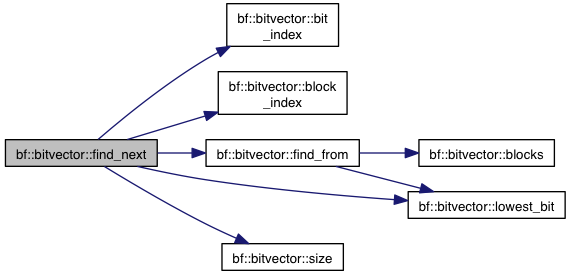 bf::bitvector::bit
_index
bf::bitvector::block
_index
bf::bitvector::find_next
bf::bitvector::find_from
bf::bitvector::blocks
bf::bitvector::lowest_bit
bf::bitvector::size